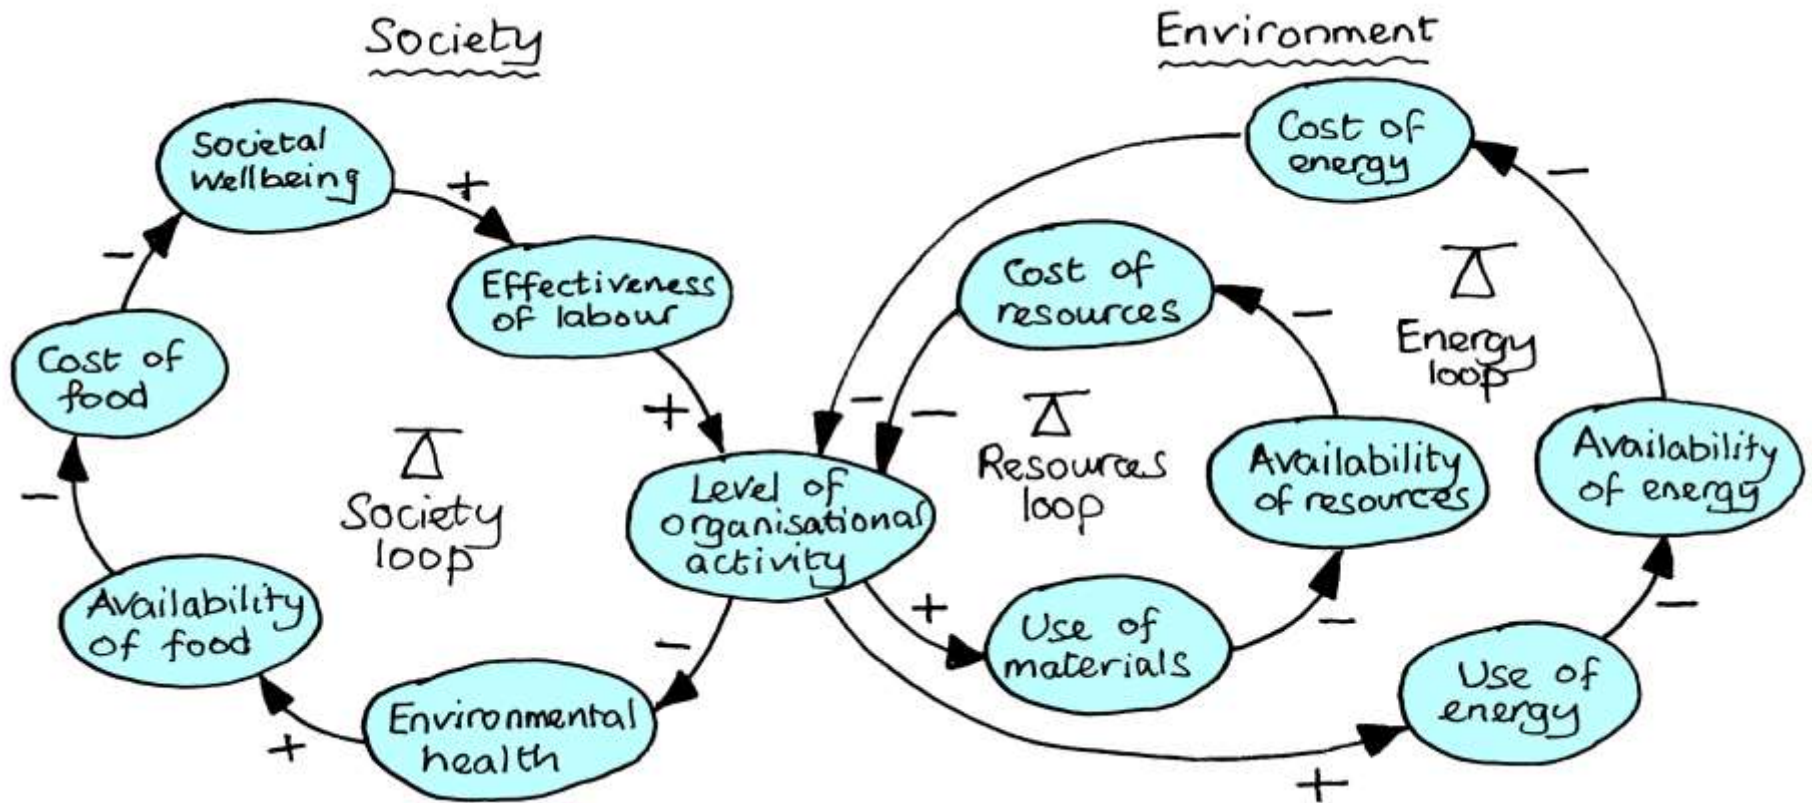 Society
Environment
Societal
wellbeing
+
Effectiveness
of labour
+
-
Cost of
food
-
Availability
of food
+
Environmental
health
-
Society
loop
Level of
organisational
activity
Cost of
energy
-
-
Cost of
resources
-
-
Resources
loop
Energy
loop
Availability
of resources
Availability
of energy
+
Use of
materials
-
Use of
energy
-
+